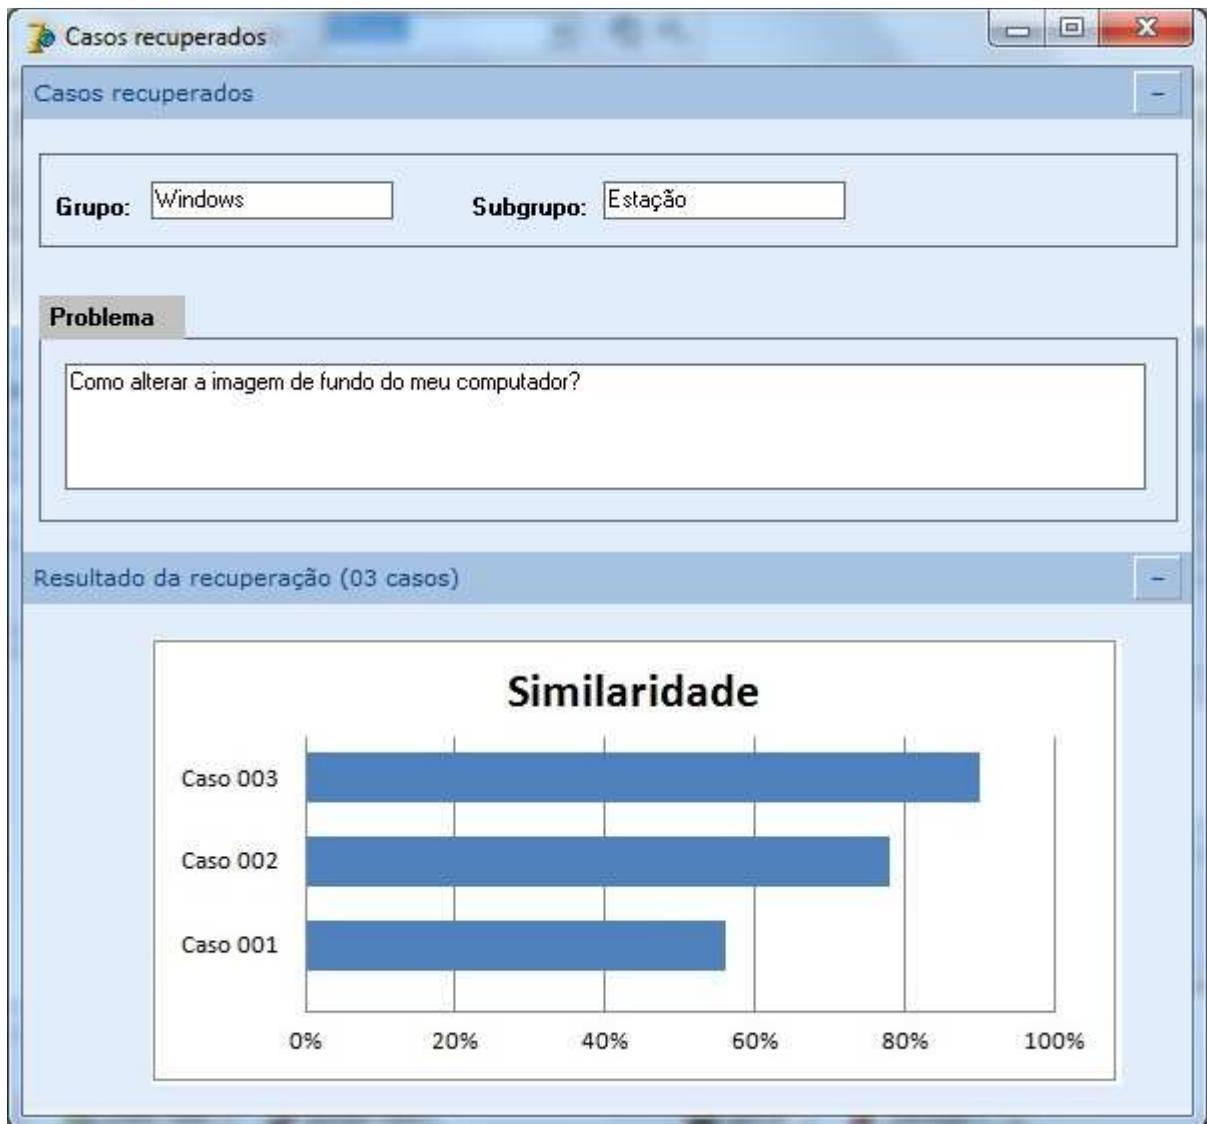 Casos recuperados
Casos recuperados
Grupo: Windows Subgrupo: Estação
Problema
Como alterar a imagem de fundo do meu computador?
Resultado da recuperação (03 casos)
Similaridade
Caso 003
Caso 002
Caso 001
0% 20% 40% 60% 80% 100%